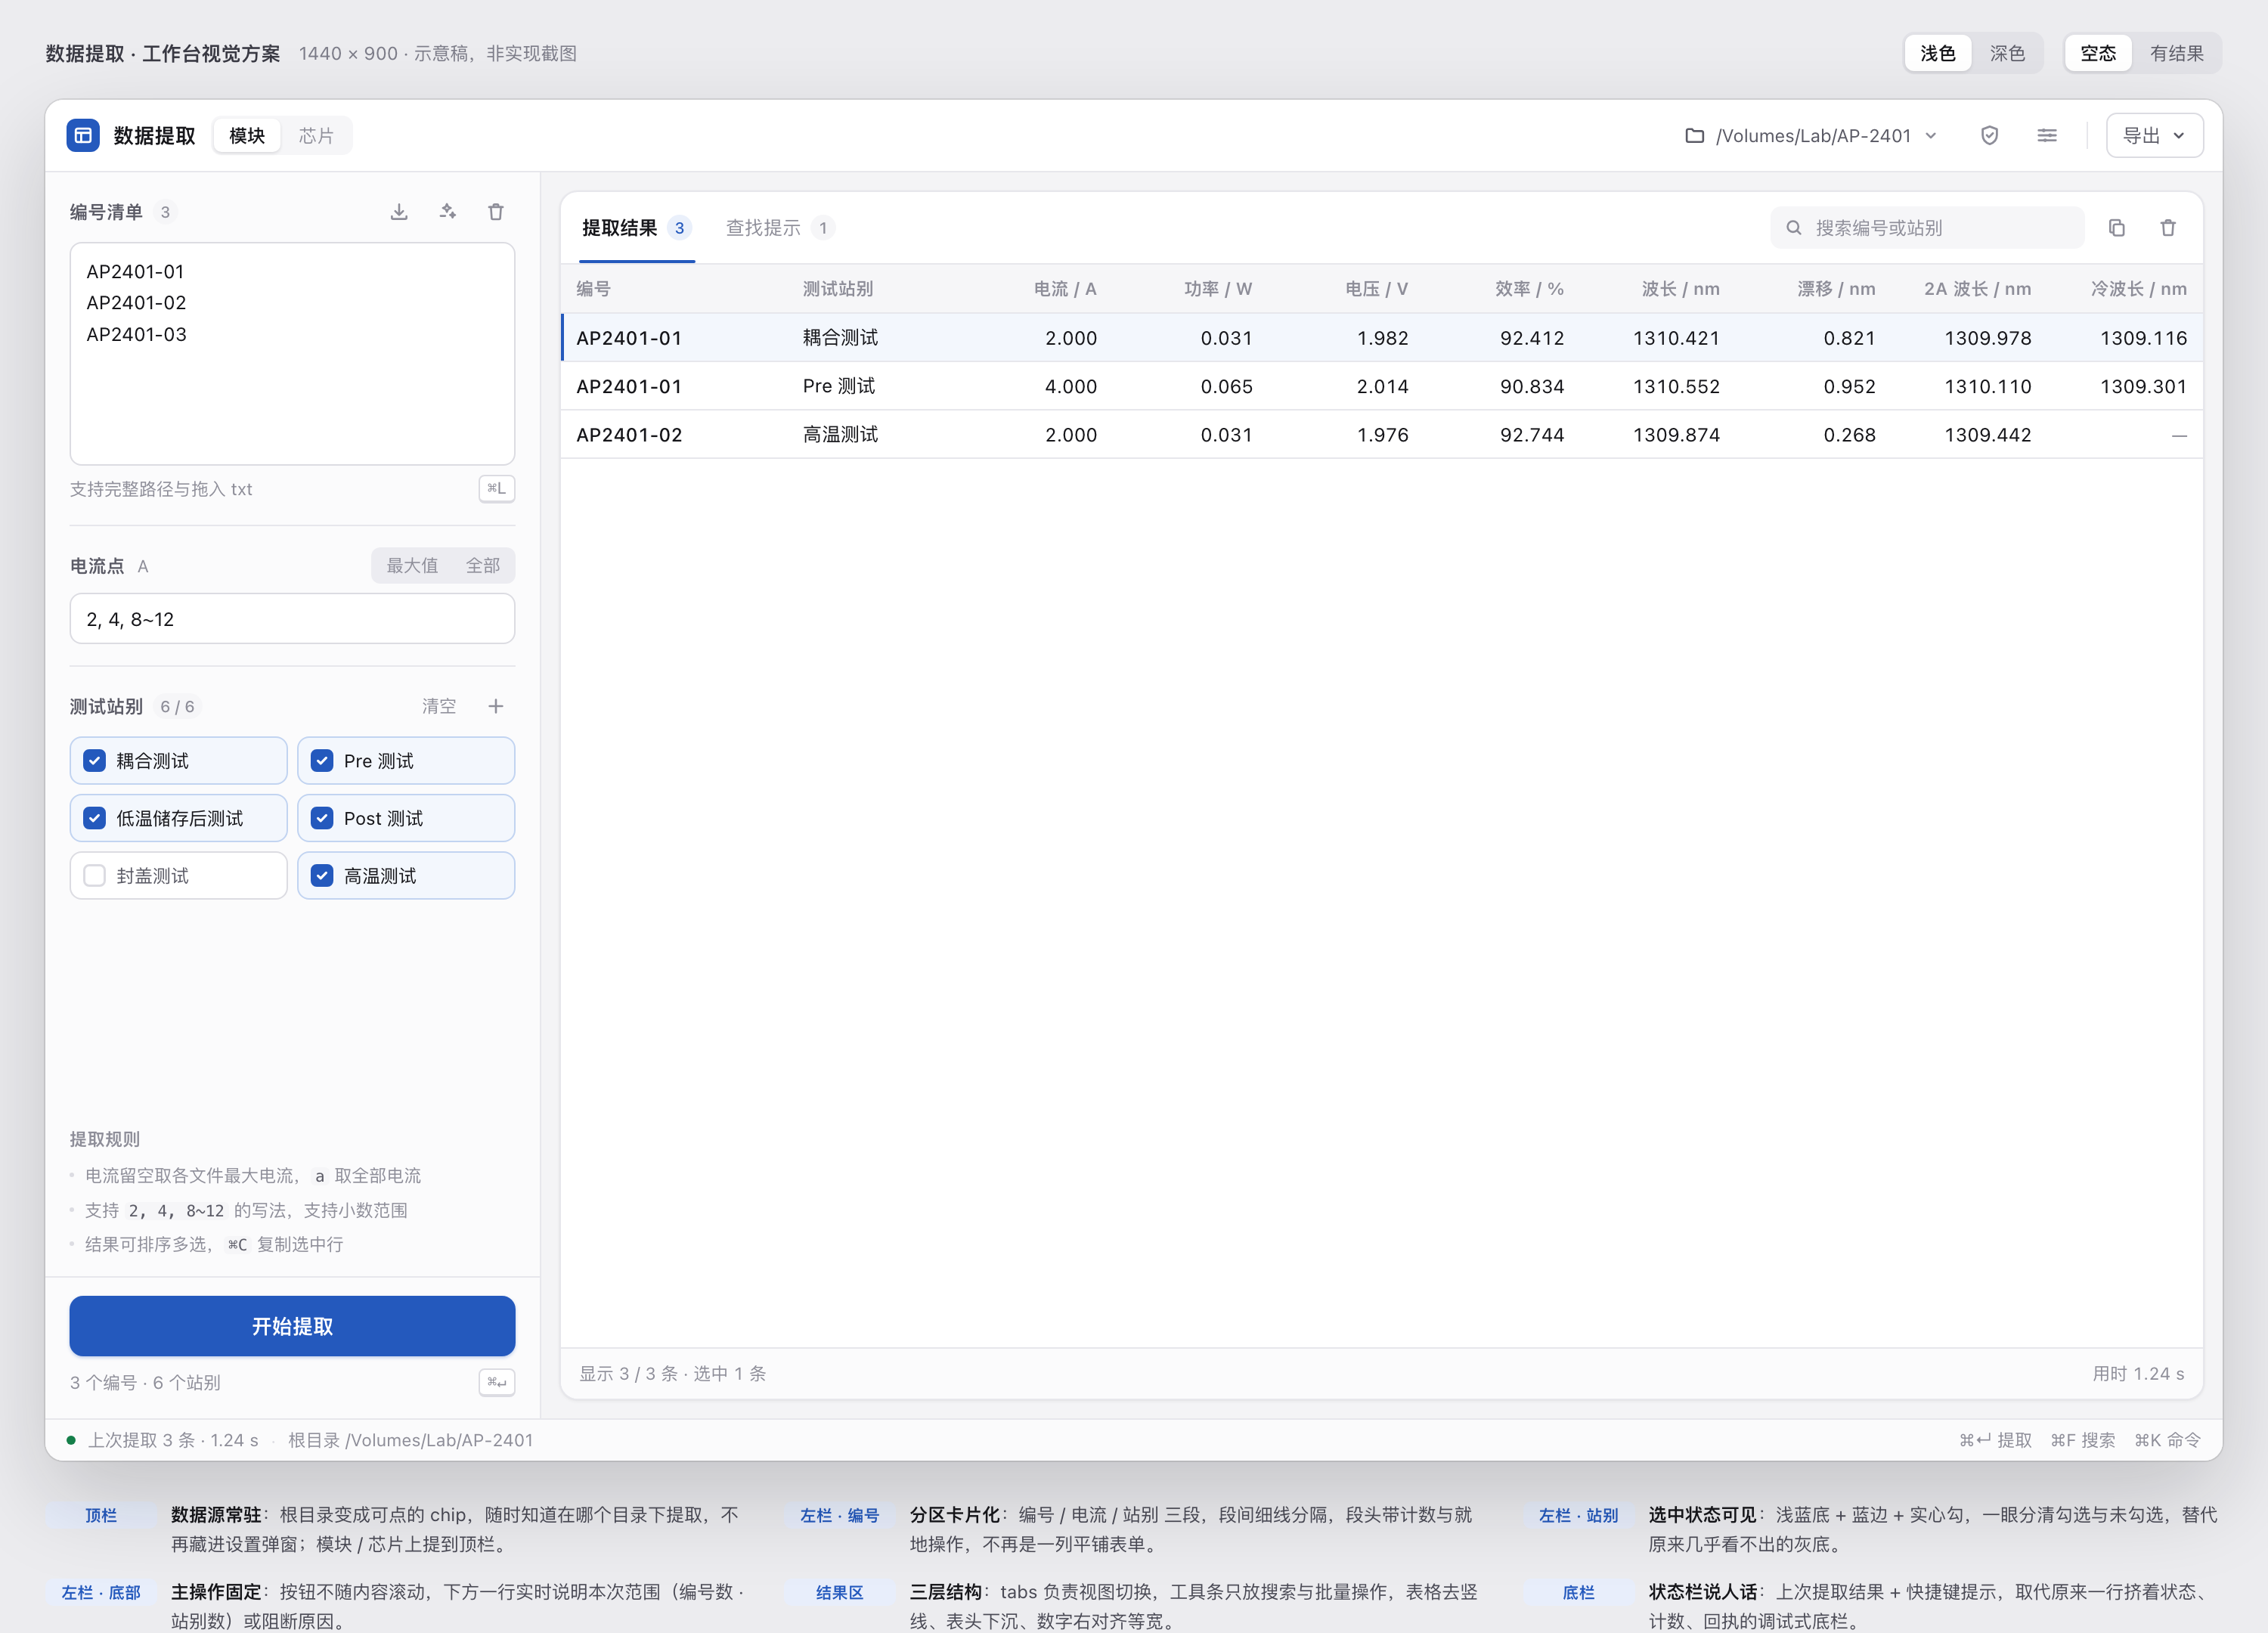 数据提取 · 工作台视觉方案 1440 × 900 · 示意稿，非实现截图
浅色 深色 空态 有结果
数据提取 模块 芯片
/Volumes/Lab/AP-2401 导出
编号清单 3
AP2401-01
AP2401-02
AP2401-03
支持完整路径与拖入 txt ⌘L
电流点 A 最大值 全部
2, 4, 8~12
测试站别 6 / 6 清空
耦合测试 Pre 测试
低温储存后测试 Post 测试
封盖测试 高温测试
提取规则
• 电流留空取各文件最大电流， a 取全部电流
• 支持 2, 4, 8~12 的写法，支持小数范围
• 结果可排序多选， ⌘C 复制选中行
开始提取
3 个编号 · 6 个站别 ⌘↵
提取结果 3 查找提示 1 搜索编号或站别
编号 测试站别 电流 / A 功率 / W 电压 / V 效率 / % 波长 / nm 漂移 / nm 2A 波长 / nm 冷波长 / nm
AP2401-01 耦合测试 2.000 0.031 1.982 92.412 1310.421 0.821 1309.978 1309.116
AP2401-01 Pre 测试 4.000 0.065 2.014 90.834 1310.552 0.952 1310.110 1309.301
AP2401-02 高温测试 2.000 0.031 1.976 92.744 1309.874 0.268 1309.442 —
显示 3 / 3 条 · 选中 1 条 用时 1.24 s
上次提取 3 条 · 1.24 s · 根目录 /Volumes/Lab/AP-2401 ⌘↵ 提取 ⌘F 搜索 ⌘K 命令
顶栏 数据源常驻：根目录变成可点的 chip，随时知道在哪个目录下提取，不
再藏进设置弹窗；模块 / 芯片上提到顶栏。
左栏 · 编号 分区卡片化：编号 / 电流 / 站别 三段，段间细线分隔，段头带计数与就
地操作，不再是一列平铺表单。
左栏 · 站别 选中状态可见：浅蓝底 + 蓝边 + 实心勾，一眼分清勾选与未勾选，替代
原来几乎看不出的灰底。
左栏 · 底部 主操作固定：按钮不随内容滚动，下方一行实时说明本次范围（编号数 ·
站别数）或阻断原因。
结果区 三层结构：tabs 负责视图切换，工具条只放搜索与批量操作，表格去竖
线、表头下沉、数字右对齐等宽。
底栏 状态栏说人话：上次提取结果 + 快捷键提示，取代原来一行挤着状态、
计数、回执的调试式底栏。